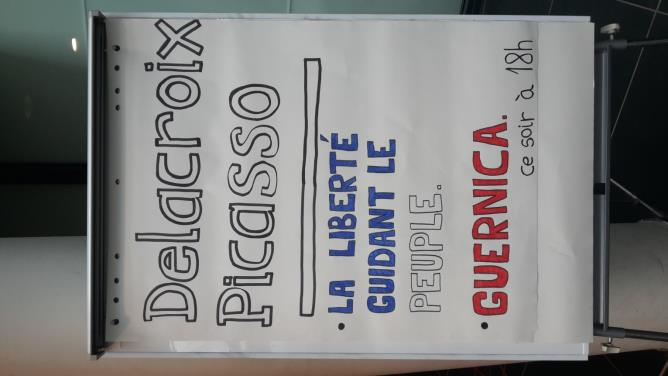 Delacroix
Picasso
• LA LIBERTÉ
GUIDANT LE
PEUPLE.
• GUERNICA.
ce soir à 18h